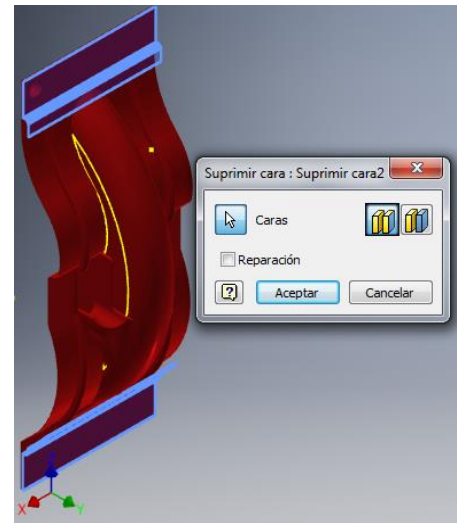 Suprimir cara : Suprimir cara2
Caras
Reparación
Aceptar
Cancelar
X
Y